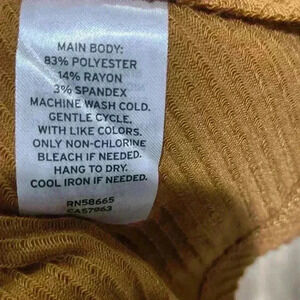 MAIN BODY:
83% POLYESTER
14% RAYON
3% SPANDEX
MACHINE WASH COLD.
GENTLE CYCLE.
WITH LIKE COLORS.
ONLY NON-CHLORINE
BLEACH IF NEEDED.
HANG TO DRY.
COOL IRON IF NEEDED.
RN58665
CA57963